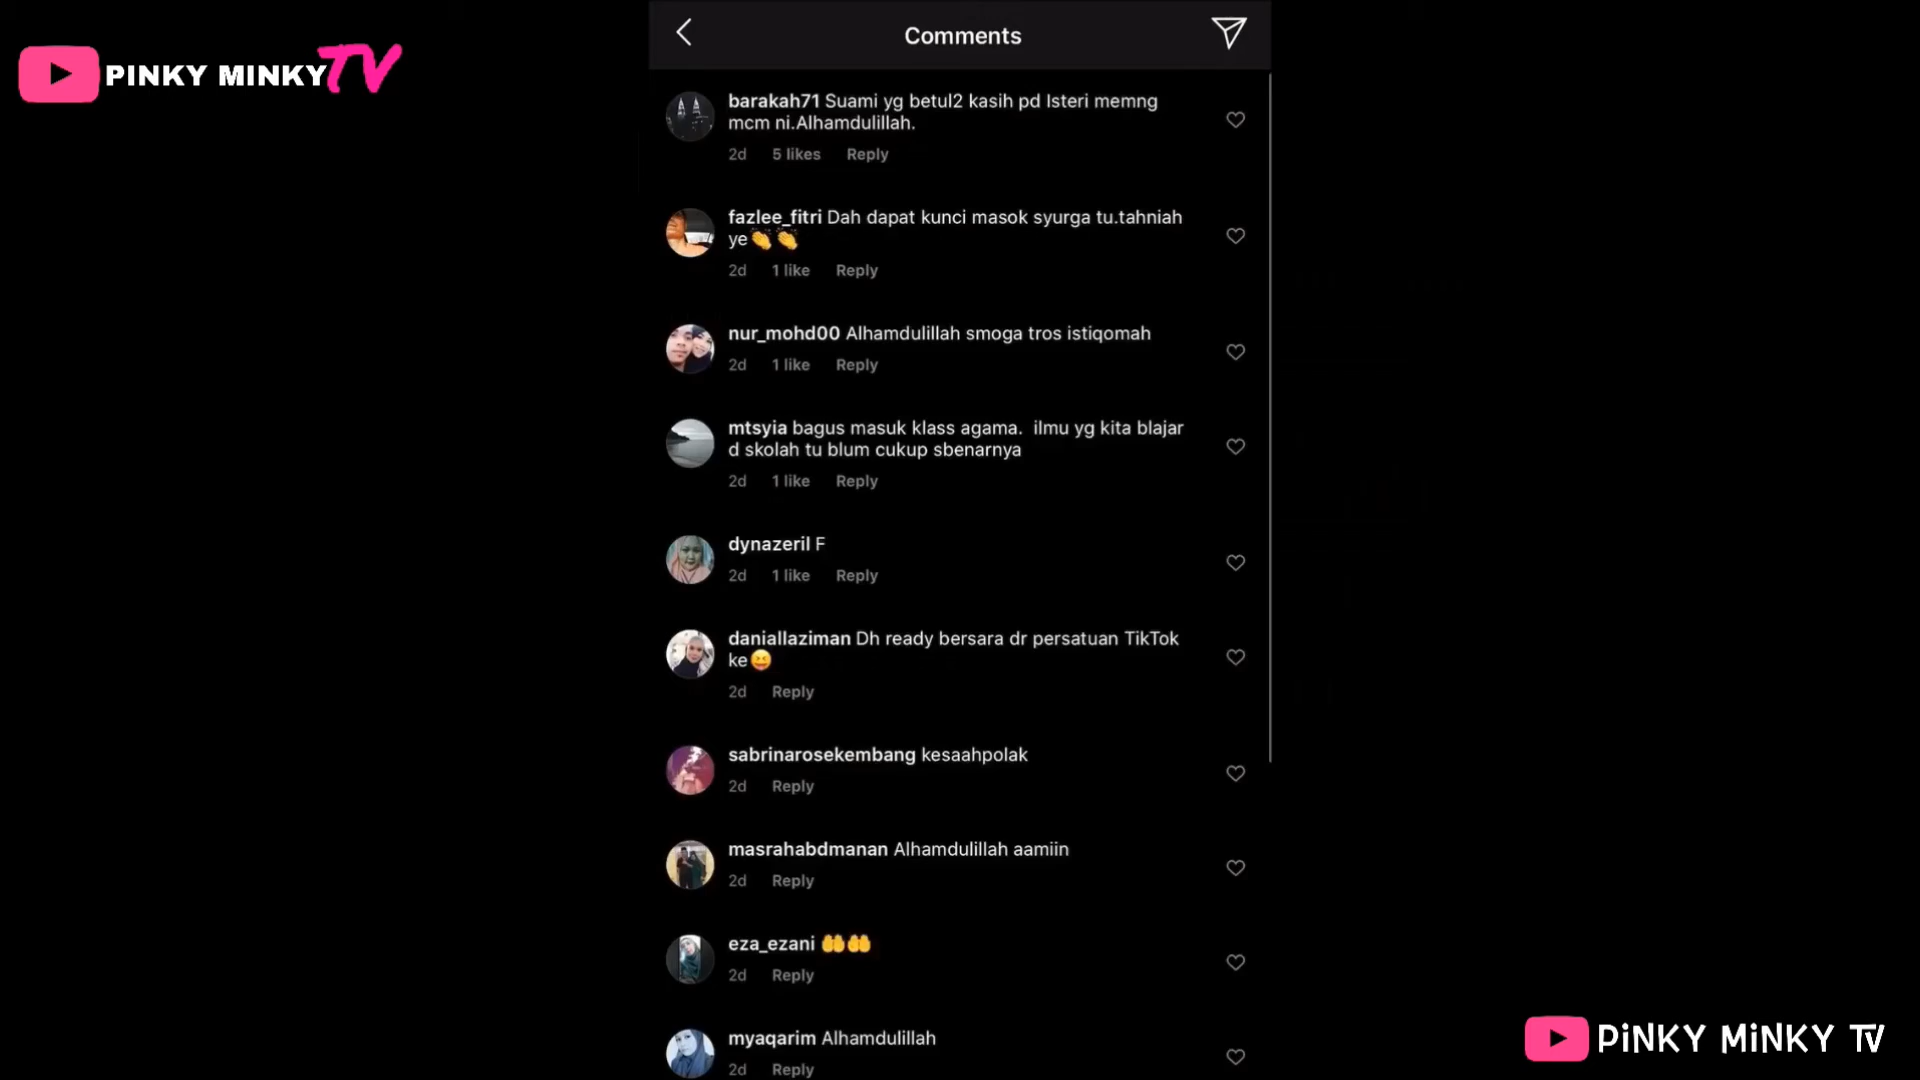 PINKY MINKY TV
Comments
barakah71 Suami yg betul2 kasih pd Isteri memng
mcm ni.Alhamdulillah.
2d 5 likes Reply
fazlee_fitri Dah dapat kunci masok syurga tu.tahniah
ye👏 👏
2d 1 like Reply
nur_mohd00 Alhamdulillah smoga tros istiqomah
2d 1 like Reply
mtsyia bagus masuk klass agama. ilmu yg kita blajar
d skolah tu blum cukup sbenarnya
2d 1 like Reply
dynazeril F
2d 1 like Reply
daniallaziman Dh ready bersara dr persatuan TikTok
ke😝
2d Reply
sabrinarosekembang kesaahpolak
2d Reply
masrahabdmanan Alhamdulillah aamiin
2d Reply
eza_ezani 🤲🤲
2d Reply
myaqarim Alhamdulillah
2d Reply
PiNKY MiNKY TV